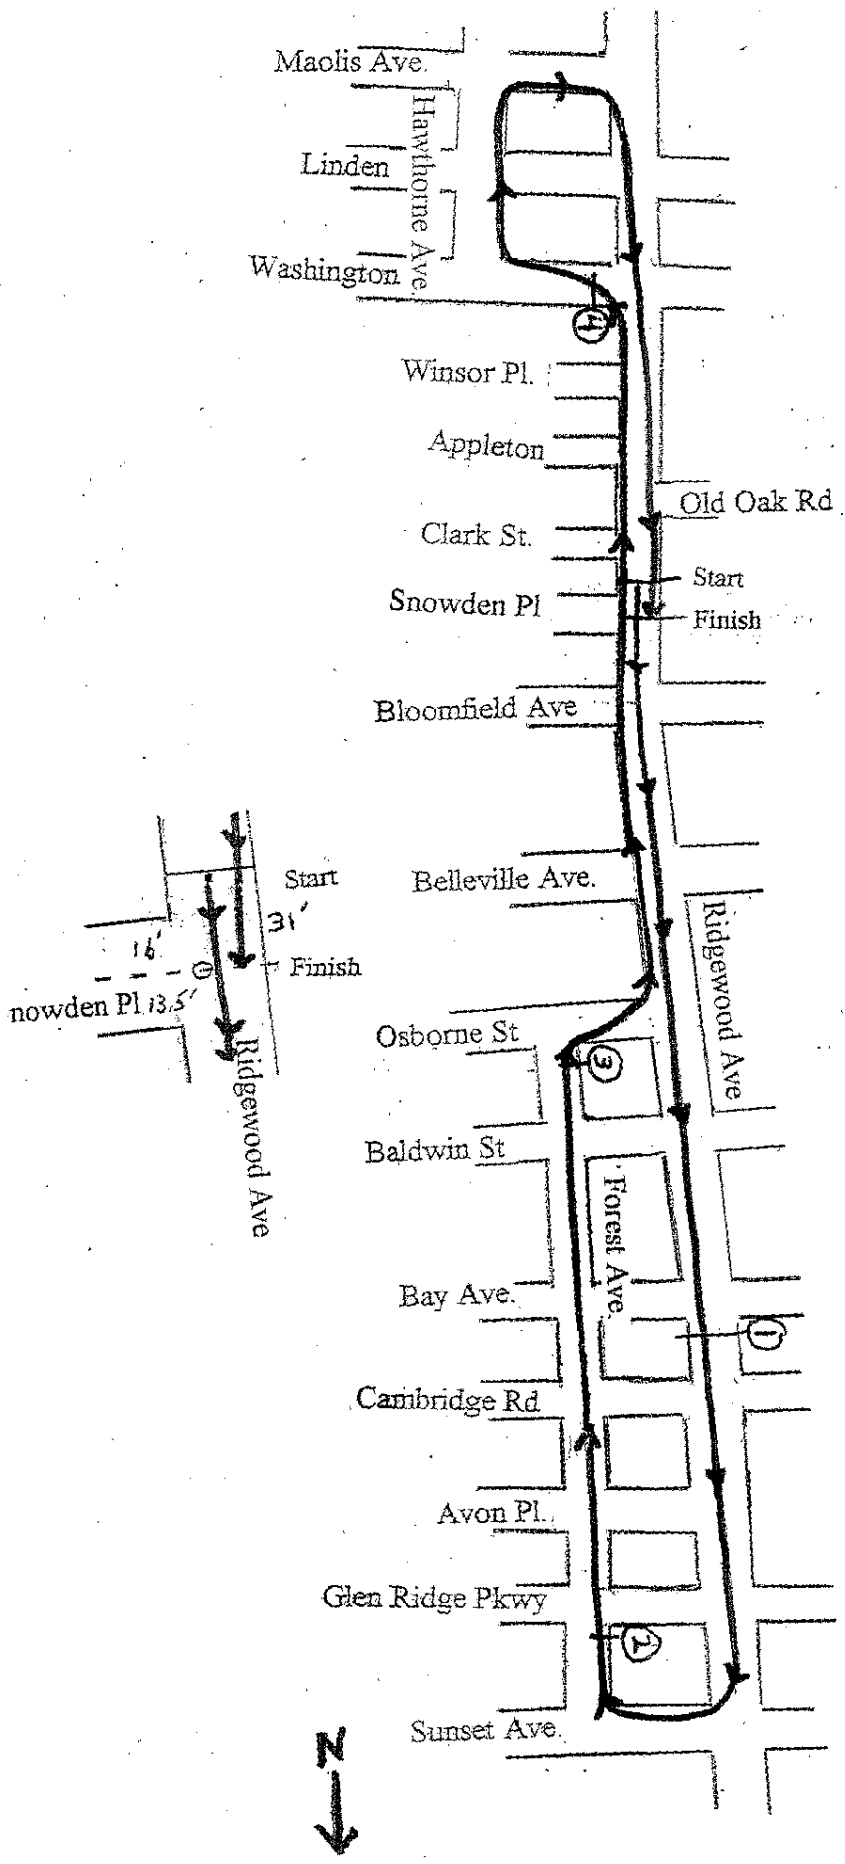 Maolis Ave.
Hawthorne Ave.
Linden
Washington
4
Winsor Pl.
Appleton
Old Oak Rd
Clark St.
Start
Snowden Pl
Finish
Bloomfield Ave
Belleville Ave.
Ridgewood Ave
Start
31'
16'
Finish
nowden Pl 13.5'
Ridgewood Ave
Osborne St
3
Baldwin St
Forest Ave.
Bay Ave.
1
Cambridge Rd
Avon Pl.
Glen Ridge Pkwy
2
Sunset Ave.
N